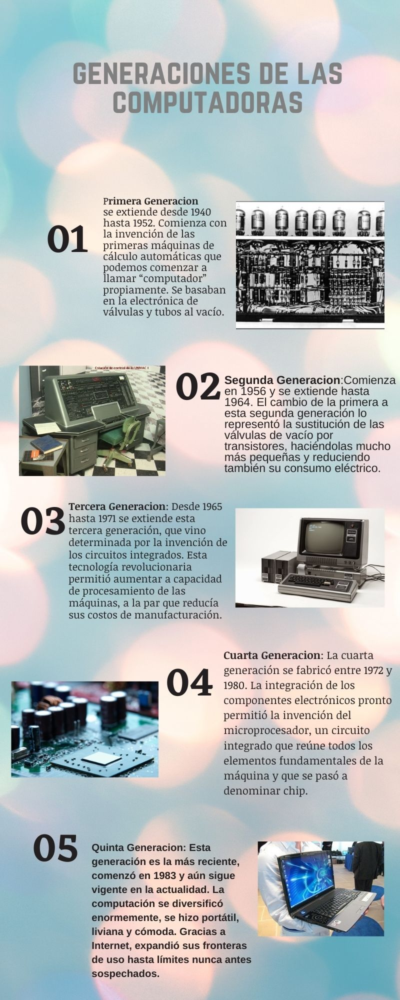 GENERACIONES DE LAS
COMPUTADORAS
01
Primera Generacion
se extiende desde 1940
hasta 1952. Comienza con
la invención de las
primeras máquinas de
cálculo automáticas que
podemos comenzar a
llamar “computador”
propiamente. Se basaban
en la electrónica de
válvulas y tubos al vacío.
Estación de control de la UNIVAC I
02
Segunda Generacion:Comienza
en 1956 y se extiende hasta
1964. El cambio de la primera a
esta segunda generación lo
representó la sustitución de las
válvulas de vacío por
transistores, haciéndolas mucho
más pequeñas y reduciendo
también su consumo eléctrico.
03
Tercera Generacion: Desde 1965
hasta 1971 se extiende esta
tercera generación, que vino
determinada por la invención de
los circuitos integrados. Esta
tecnología revolucionaria
permitió aumentar a capacidad
de procesamiento de las
máquinas, a la par que reducía
sus costos de manufacturación.
04
Cuarta Generacion: La cuarta
generación se fabricó entre 1972 y
1980. La integración de los
componentes electrónicos pronto
permitió la invención del
microprocesador, un circuito
integrado que reúne todos los
elementos fundamentales de la
máquina y que se pasó a
denominar chip.
05
Quinta Generacion: Esta
generación es la más reciente,
comenzó en 1983 y aún sigue
vigente en la actualidad. La
computación se diversificó
enormemente, se hizo portátil,
liviana y cómoda. Gracias a
Internet, expandió sus fronteras
de uso hasta límites nunca antes
sospechados.